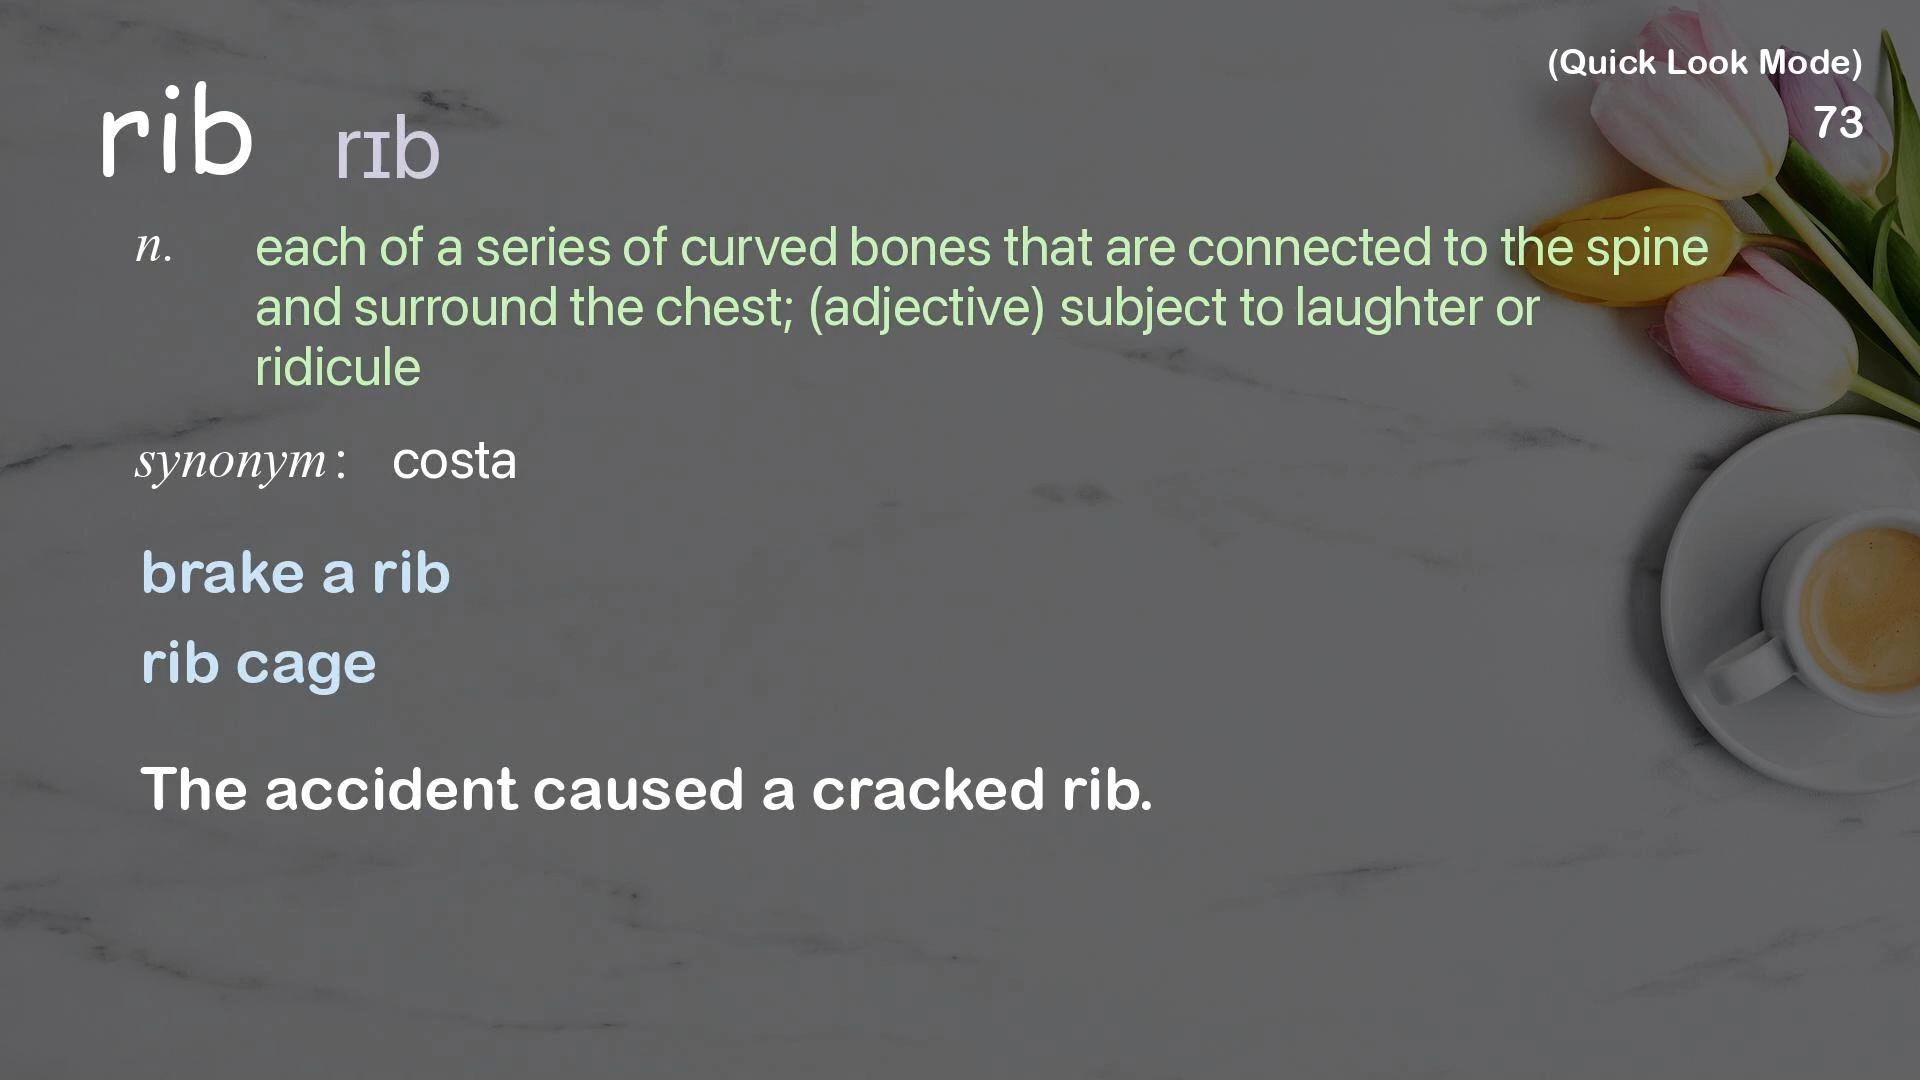 (Quick Look Mode)
73
rib rɪb
n. each of a series of curved bones that are connected to the spine
and surround the chest; (adjective) subject to laughter or
ridicule
synonym: costa
brake a rib
rib cage
The accident caused a cracked rib.